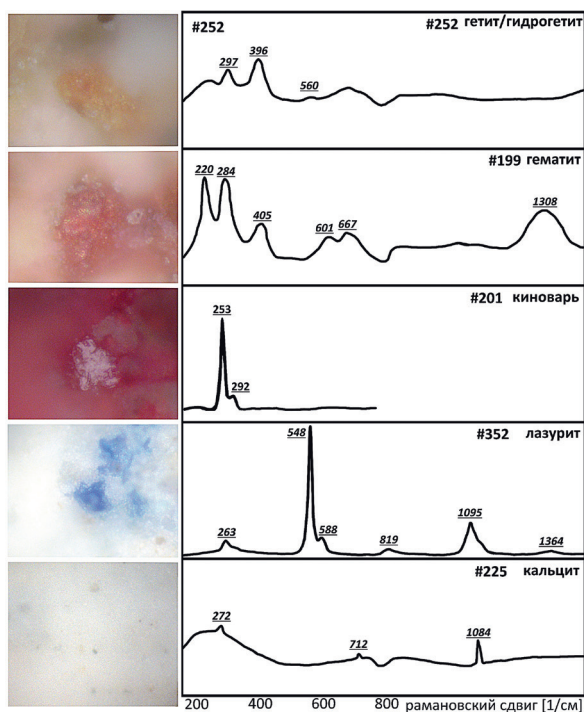 #252 #252 гетит/гидрогетит
297 396 560
#199 гематит
220 284 405 601 667 1308
#201 киноварь
253 292
#352 лазурит
548 263 588 819 1095 1364
#225 кальцит
272 712 1084
200 400 600 800 рамановский сдвиг [1/см]